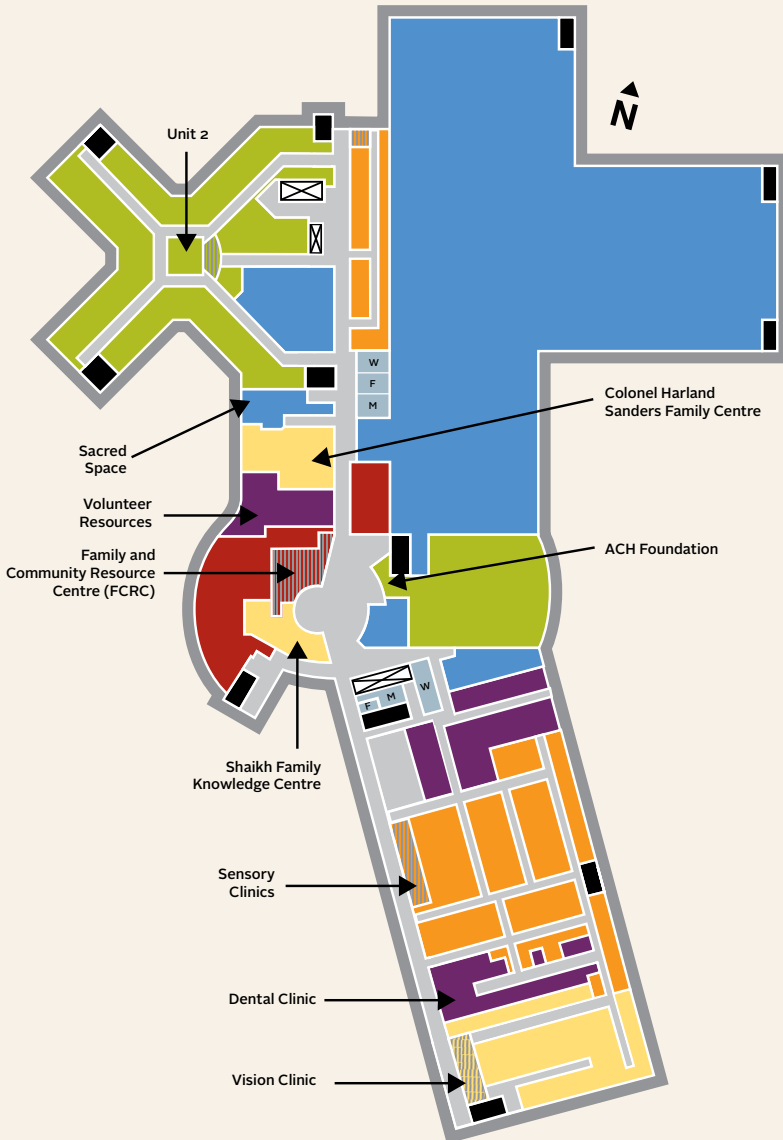 N
Unit 2
W
F
M
Colonel Harland
Sanders Family Centre
Sacred
Space
Volunteer
Resources
Family and
Community Resource
Centre (FCRC)
ACH Foundation
W
M
F
Shaikh Family
Knowledge Centre
Sensory
Clinics
Dental Clinic
Vision Clinic